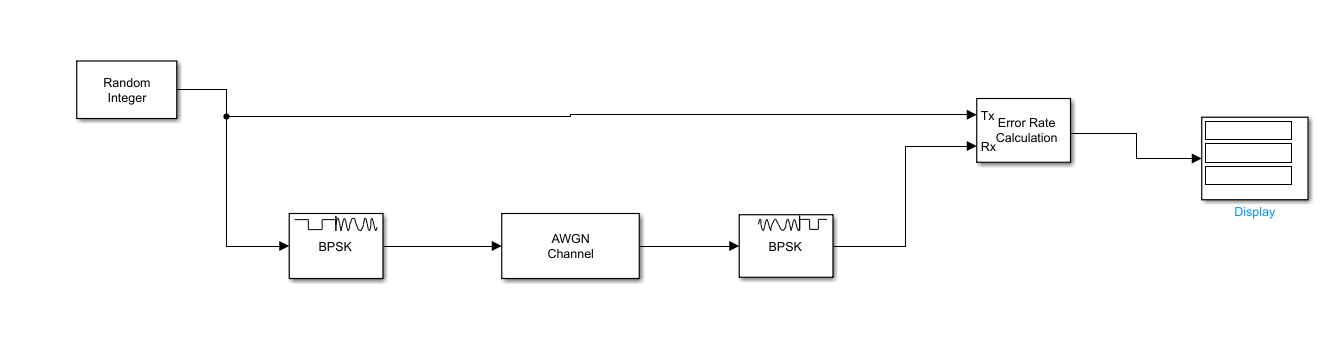 Random
Integer
Tx
Error Rate
Calculation
Rx
Display
BPSK
AWGN
Channel
BPSK